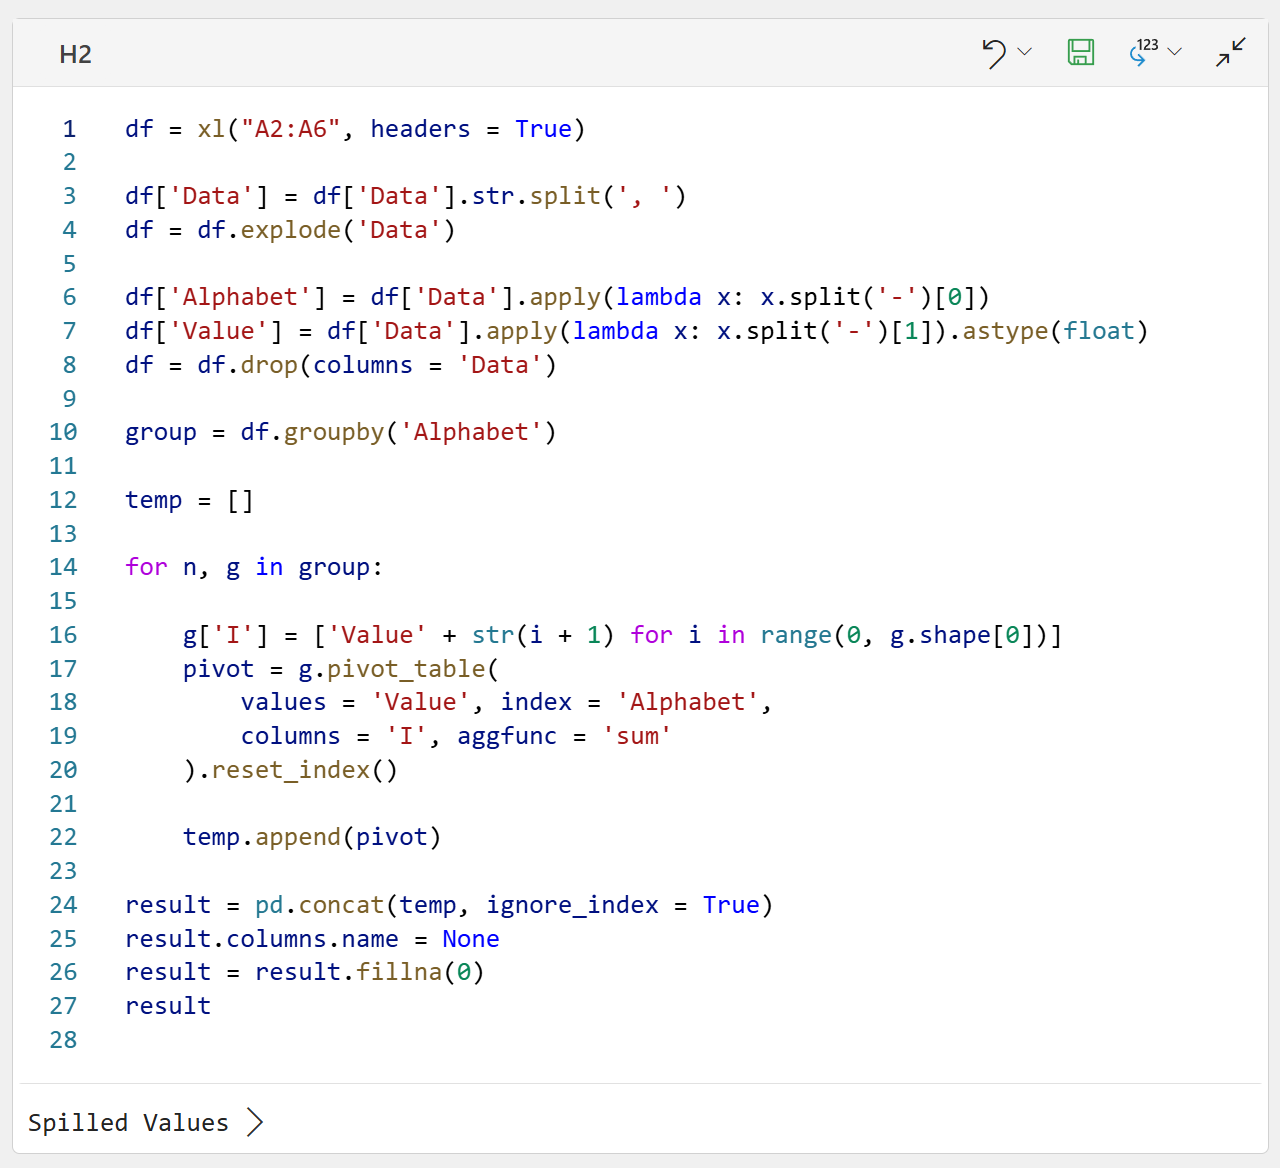 H2
123
1 df = xl("A2:A6", headers = True)
2
3 df['Data'] = df['Data'].str.split(', ')
4 df = df.explode('Data')
5
6 df['Alphabet'] = df['Data'].apply(lambda x: x.split('-')[0])
7 df['Value'] = df['Data'].apply(lambda x: x.split('-')[1]).astype(float)
8 df = df.drop(columns = 'Data')
9
10 group = df.groupby('Alphabet')
11
12 temp = []
13
14 for n, g in group:
15
16     g['I'] = ['Value' + str(i + 1) for i in range(0, g.shape[0])]
17     pivot = g.pivot_table(
18         values = 'Value', index = 'Alphabet',
19         columns = 'I', aggfunc = 'sum'
20     ).reset_index()
21
22     temp.append(pivot)
23
24 result = pd.concat(temp, ignore_index = True)
25 result.columns.name = None
26 result = result.fillna(0)
27 result
28
Spilled Values